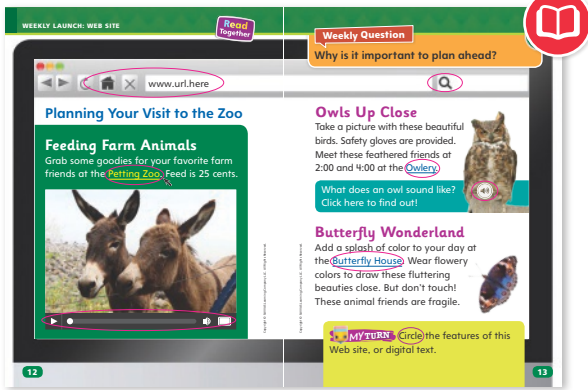 WEEKLY LAUNCH: WEB SITE
Read
Together
Weekly Question
Why is it important to plan ahead?
www.url.here
Planning Your Visit to the Zoo
Feeding Farm Animals
Grab some goodies for your favorite farm
friends at the Petting Zoo. Feed is 25 cents.
Owls Up Close
Take a picture with these beautiful
birds. Safety gloves are provided.
Meet these feathered friends at
2:00 and 4:00 at the Owlery.
What does an owl sound like?
Click here to find out!
Butterfly Wonderland
Add a splash of color to your day at
the Butterfly House. Wear flowery
colors to draw these fluttering
beauties close. But don't touch!
These animal friends are fragile.
MY TURN Circle the features of this
Web site, or digital text.
12
13